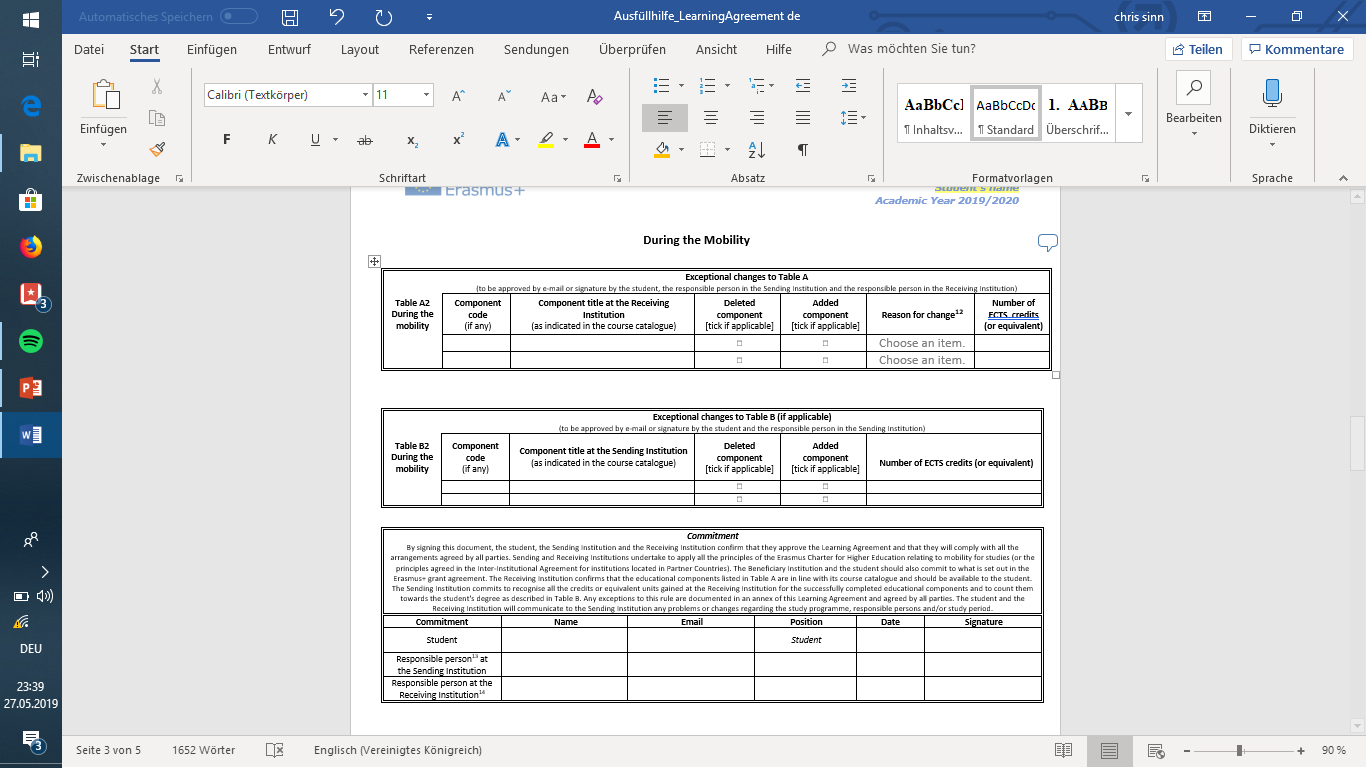 Automatisches Speichern
Ausfüllhilfe_LearningAgreement de
chris sinn
Datei Start Einfügen Entwurf Layout Referenzen Sendungen Überprüfen Ansicht Hilfe Was möchten Sie tun? Teilen Kommentare
Calibri (Textkörper) 11
Einfügen
F K U ab x₂ x² A A A Aa
AaBbCcI AaBbCcDc 1. AABB
¶ Inhaltsv... ¶ Standard Überschrif...
Bearbeiten
Diktieren
Zwischenablage Schriftart Absatz Formatvorlagen Sprache
Erasmus+
Student's name
Academic Year 2019/2020
During the Mobility
Exceptional changes to Table A
(to be approved by e-mail or signature by the student, the responsible person in the Sending Institution and the responsible person in the Receiving Institution)
Table A2
During the
mobility
Component
code
(if any)
Component title at the Receiving
Institution
(as indicated in the course catalogue)
Deleted
component
[tick if applicable]
Added
component
[tick if applicable]
Reason for change¹²
Number of
ECTS credits
(or equivalent)
☐ ☐ Choose an item.
☐ ☐ Choose an item.
Exceptional changes to Table B (if applicable)
(to be approved by e-mail or signature by the student and the responsible person in the Sending Institution)
Table B2
During the
mobility
Component
code
(if any)
Component title at the Sending Institution
(as indicated in the course catalogue)
Deleted
component
[tick if applicable]
Added
component
[tick if applicable]
Number of ECTS credits (or equivalent)
☐ ☐
☐ ☐
Commitment
By signing this document, the student, the Sending Institution and the Receiving Institution confirm that they approve the Learning Agreement and that they will comply with all the
arrangements agreed by all parties. Sending and Receiving Institutions undertake to apply all the principles of the Erasmus Charter for Higher Education relating to mobility for studies (or the
principles agreed in the Inter-Institutional Agreement for institutions located in Partner Countries). The Beneficiary Institution and the student should also commit to what is set out in the
Erasmus+ grant agreement. The Receiving Institution confirms that the educational components listed in Table A are in line with its course catalogue and should be available to the student.
The Sending Institution commits to recognise all the credits or equivalent units gained at the Receiving Institution for the successfully completed educational components and to count them
towards the student's degree as described in Table B. Any exceptions to this rule are documented in an annex of this Learning Agreement and agreed by all parties. The student and the
Receiving Institution will communicate to the Sending Institution any problems or changes regarding the study programme, responsible persons and/or study period.
Commitment Name Email Position Date Signature
Student Student
Responsible person¹³ at
the Sending Institution
Responsible person at the
Receiving Institution¹⁴
3
DEU
23:39
27.05.2019
3
Seite 3 von 5 1652 Wörter Englisch (Vereinigtes Königreich) 90 %